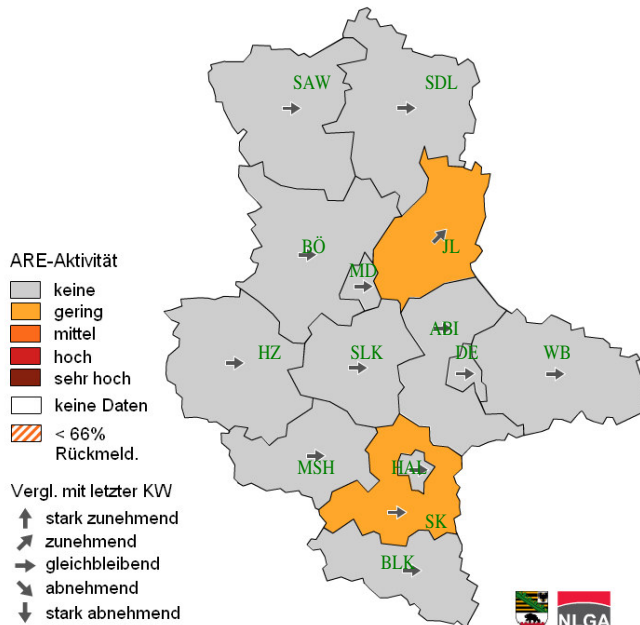 SAW
SDL
BÖ
MD
JL
ABI
HZ
SLK
DE
WB
MSH
HAL
SK
BLK
ARE-Aktivität
keine
gering
mittel
hoch
sehr hoch
keine Daten
< 66%
Rückmeld.
Vergl. mit letzter KW
stark zunehmend
zunehmend
gleichbleibend
abnehmend
stark abnehmend
NLGA